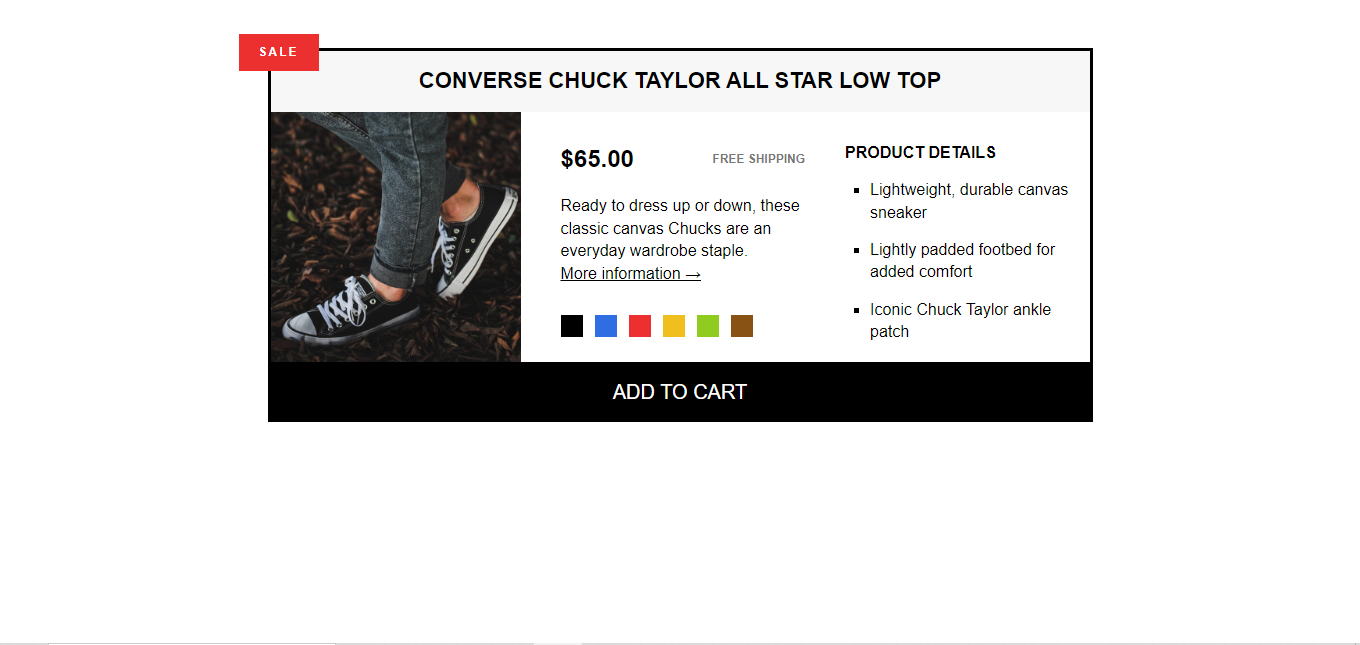 SALE
CONVERSE CHUCK TAYLOR ALL STAR LOW TOP
$65.00
FREE SHIPPING
Ready to dress up or down, these
classic canvas Chucks are an
everyday wardrobe staple.
More information →
PRODUCT DETAILS
Lightweight, durable canvas
sneaker
Lightly padded footbed for
added comfort
Iconic Chuck Taylor ankle
patch
ADD TO CART